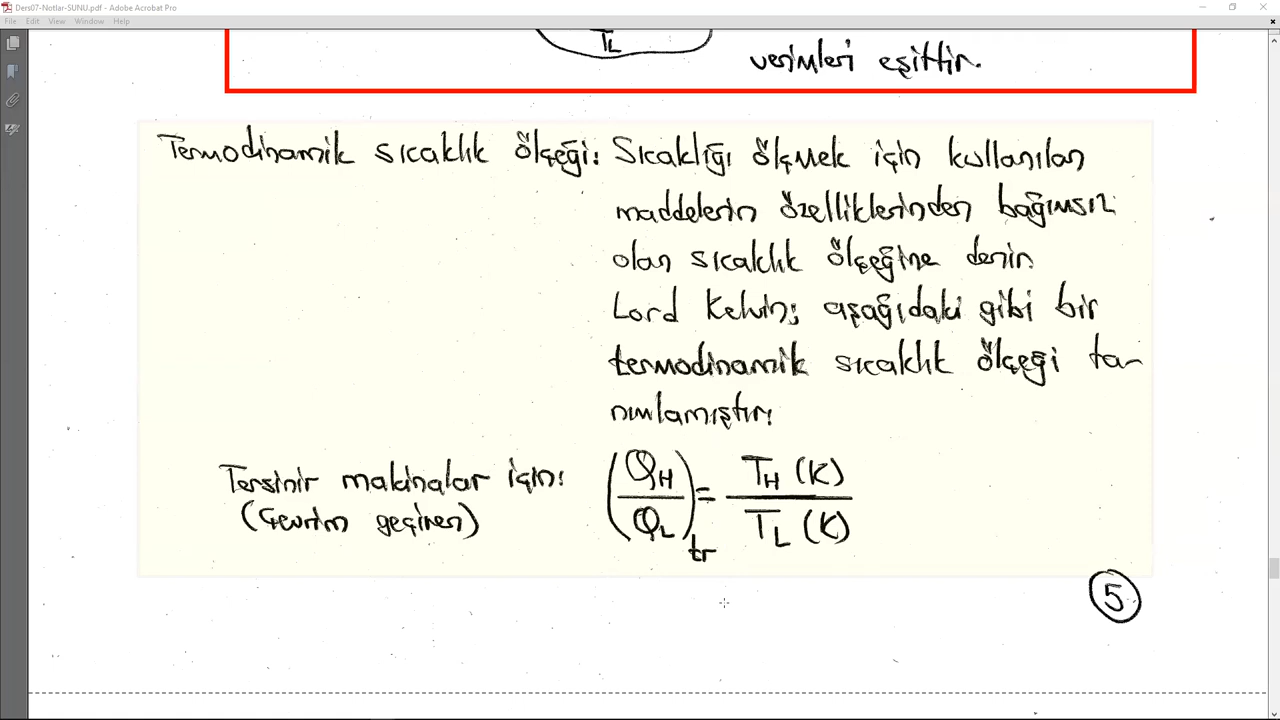 Ders07-Notlar-SUNU.pdf - Adobe Acrobat Pro
File Edit View Window Help
TL
verimleri eşittir.
Termodinamik sıcaklık ölçeği: Sıcaklığı ölçmek için kullanılan
maddelerin özelliklerinden bağımsız
olan sıcaklık ölçeğine denir.
Lord Kelvin; aşağıdaki gibi bir
termodinamik sıcaklık ölçeği ta-
nımlamıştır:
Tersinir makinalar için: (QH/QL)tr = TH (K)/TL (K)
(Çevrim geçiren)
5